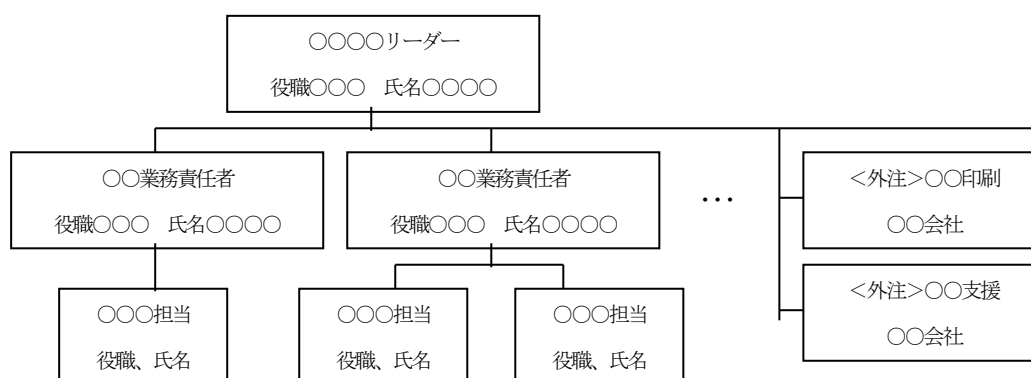 ○○○○リーダー
役職○○○　氏名○○○○
○○業務責任者
役職○○○　氏名○○○○
○○業務責任者
役職○○○　氏名○○○○
…
＜外注＞○○印刷
○○会社
＜外注＞○○支援
○○会社
○○○担当
役職、氏名
○○○担当
役職、氏名
○○○担当
役職、氏名